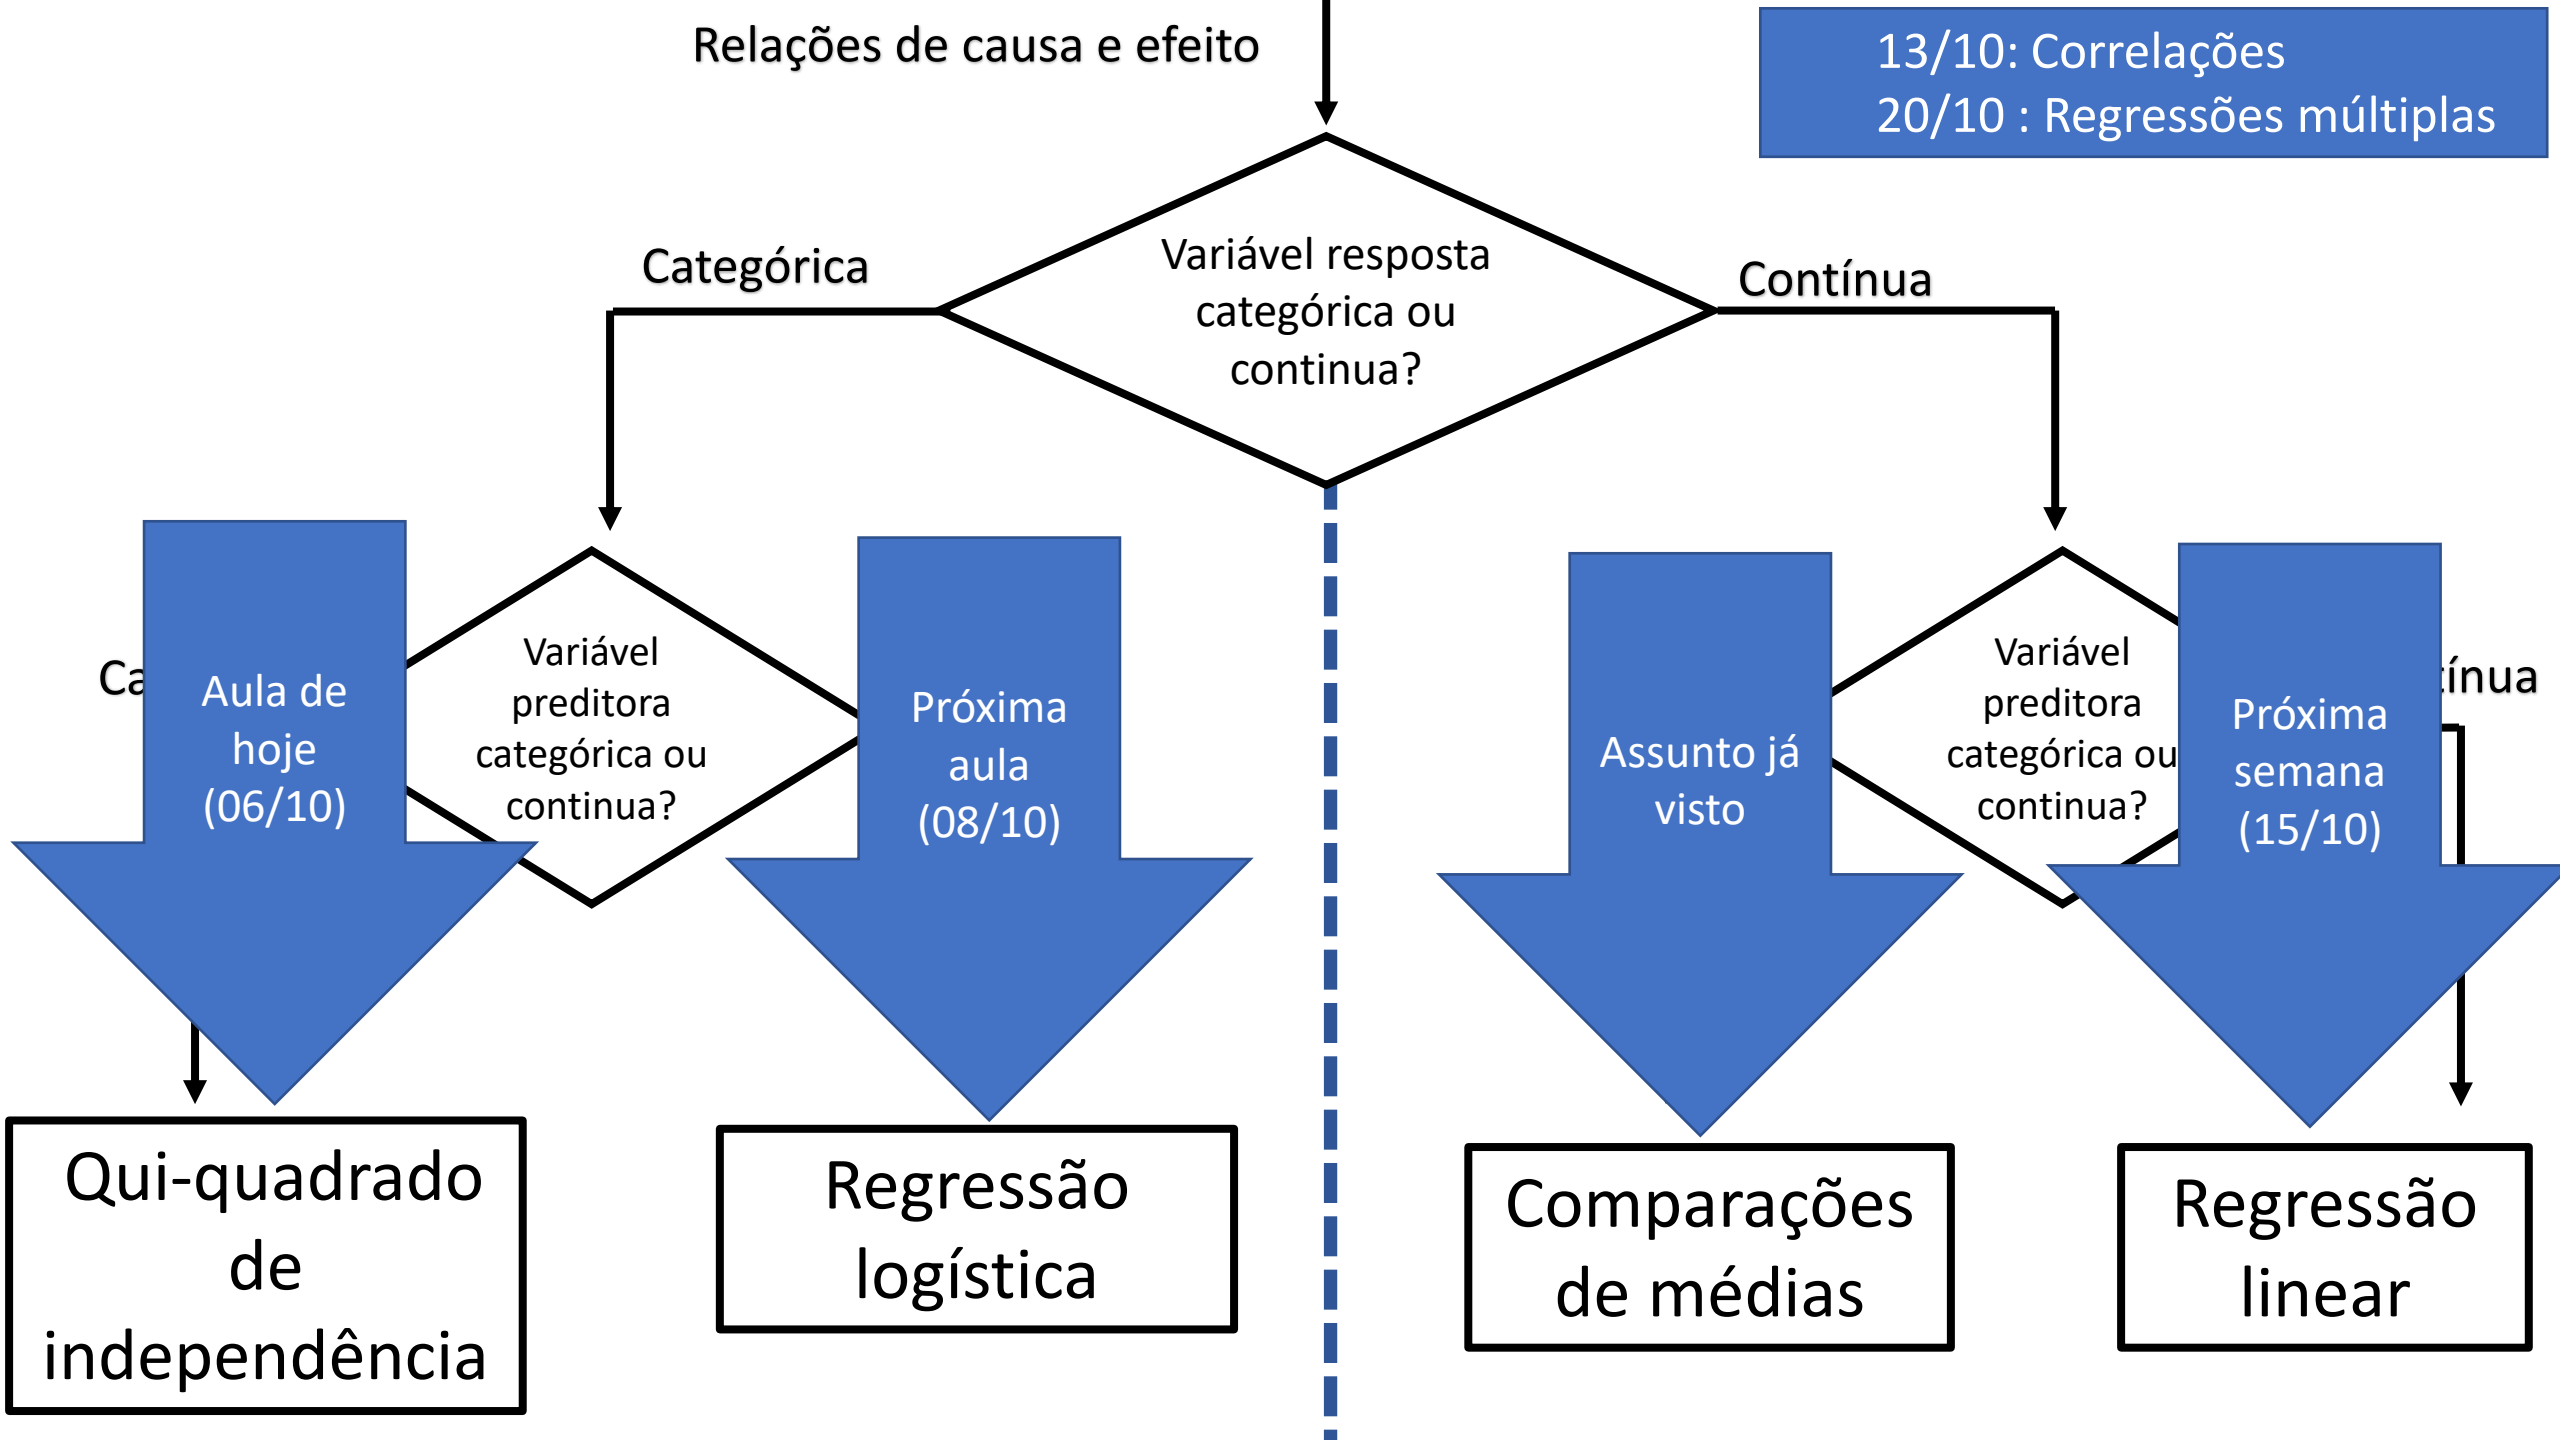 Relações de causa e efeito
13/10: Correlações
20/10 : Regressões múltiplas
Categórica
Variável resposta
categórica ou
continua?
Contínua
Aula de
hoje
(06/10)
Variável
preditora
categórica ou
continua?
Próxima
aula
(08/10)
Assunto já
visto
Variável
preditora
categórica ou
continua?
Próxima
semana
(15/10)
Qui-quadrado
de
independência
Regressão
logística
Comparações
de médias
Regressão
linear